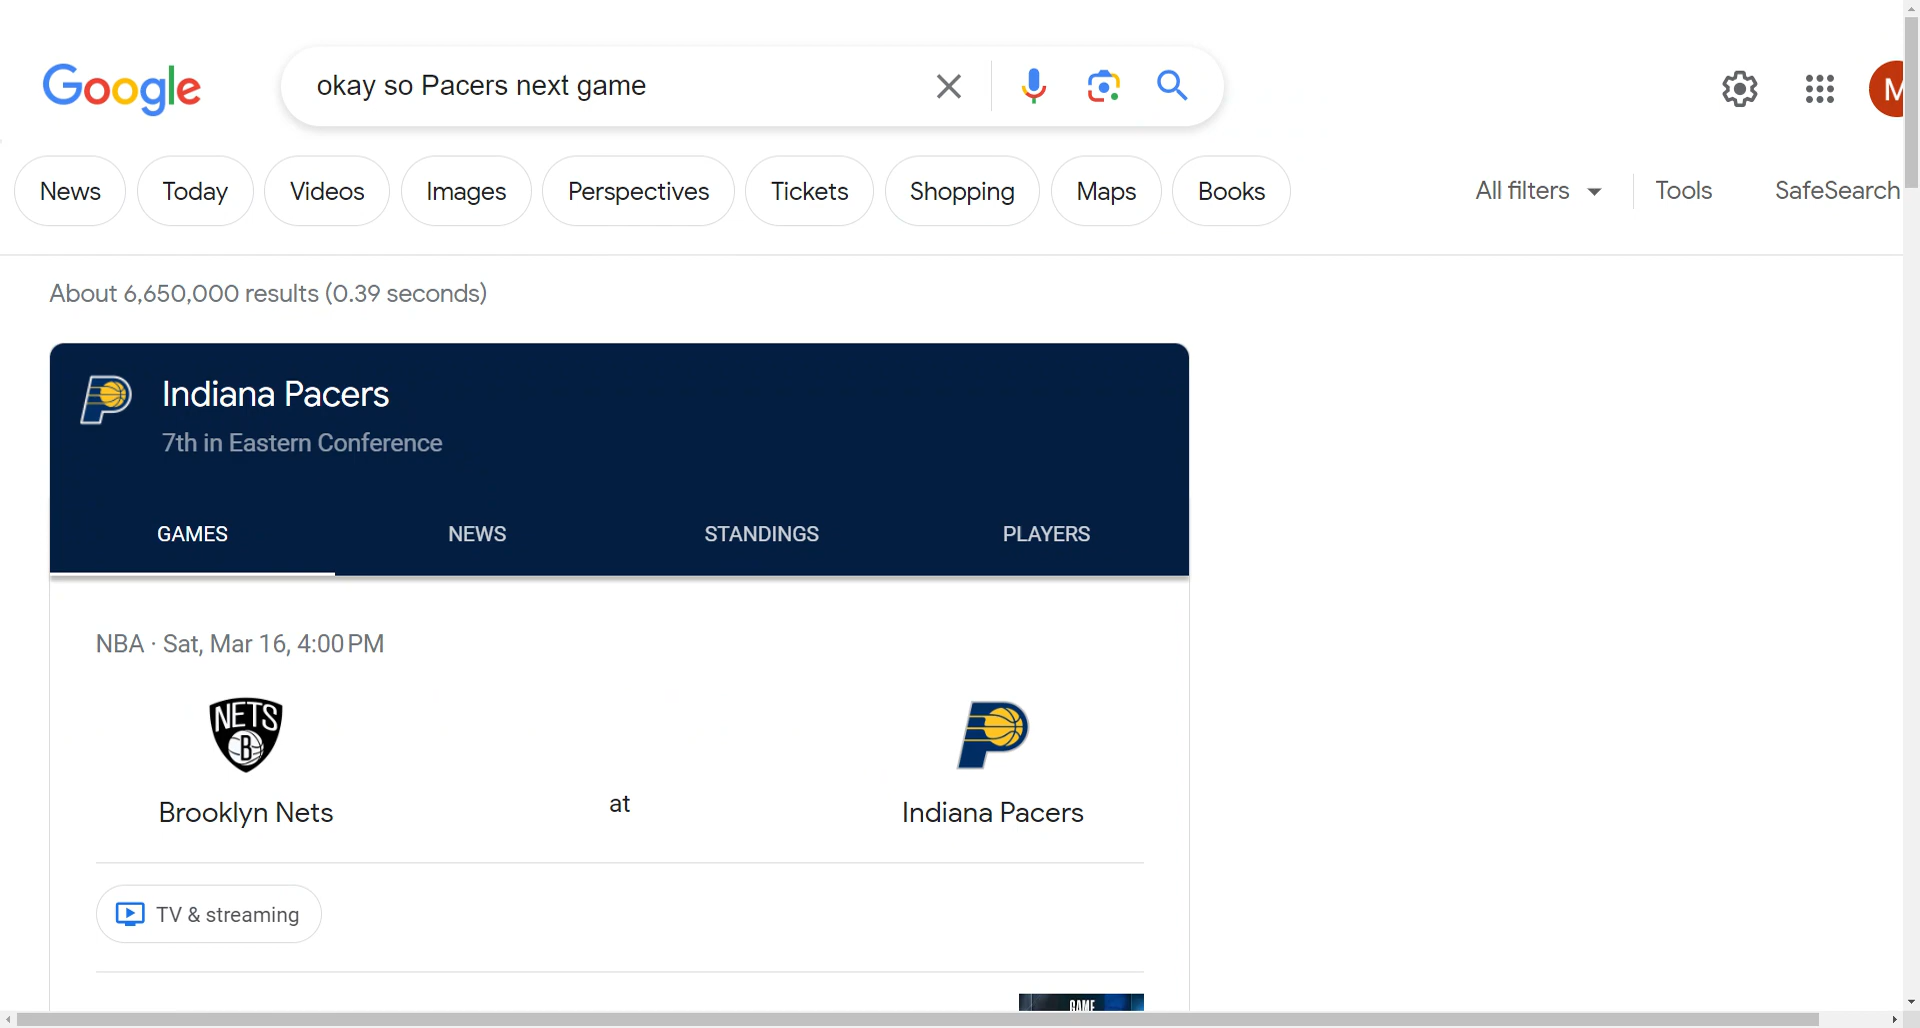 Google
okay so Pacers next game
M
News
Today
Videos
Images
Perspectives
Tickets
Shopping
Maps
Books
All filters
Tools
SafeSearch
About 6,650,000 results (0.39 seconds)
Indiana Pacers
7th in Eastern Conference
GAMES
NEWS
STANDINGS
PLAYERS
NBA · Sat, Mar 16, 4:00 PM
NETS
B
Brooklyn Nets
at
Indiana Pacers
TV & streaming
GAME